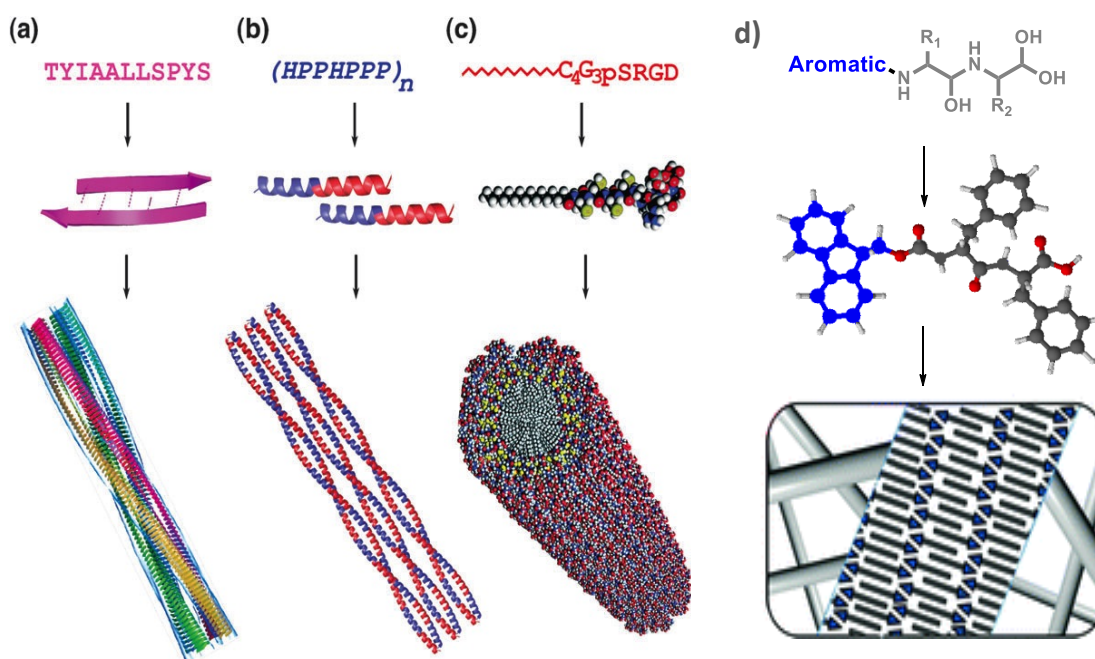 (a)
TYIAALLSPYS
(b)
(HPPHPPP)n
(c)
C4G3pSRGD
d)
Aromatic
N
H
R1
OH
H
N
R2
OH
OH